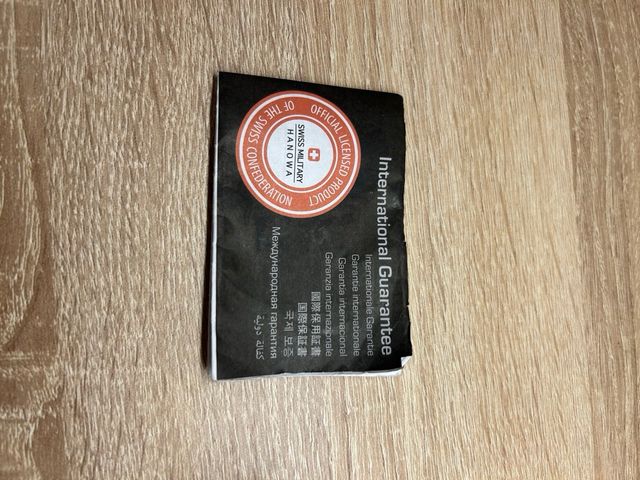 International Guarantee
Internationale Garantie
Garantie internationale
Garantía internacional
Garanzia internazionale
國際保用証書
国際保証書
국제 보증
Международная гарантия
كفالة دولية
OFFICIAL LICENSED PRODUCT
OF THE SWISS CONFEDERATION
SWISS MILITARY
HANOWA